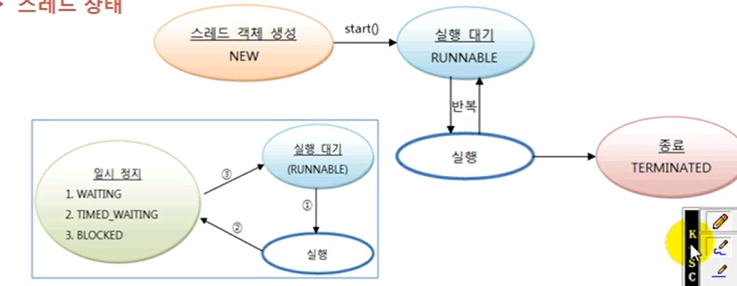 스레드 상태
스레드 객체 생성
NEW
start()
실행 대기
RUNNABLE
반복
실행
종료
TERMINATED
일시 정지
1. WAITING
2. TIMED_WAITING
3. BLOCKED
③
실행 대기
(RUNNABLE)
①
②
실행
K
S
C